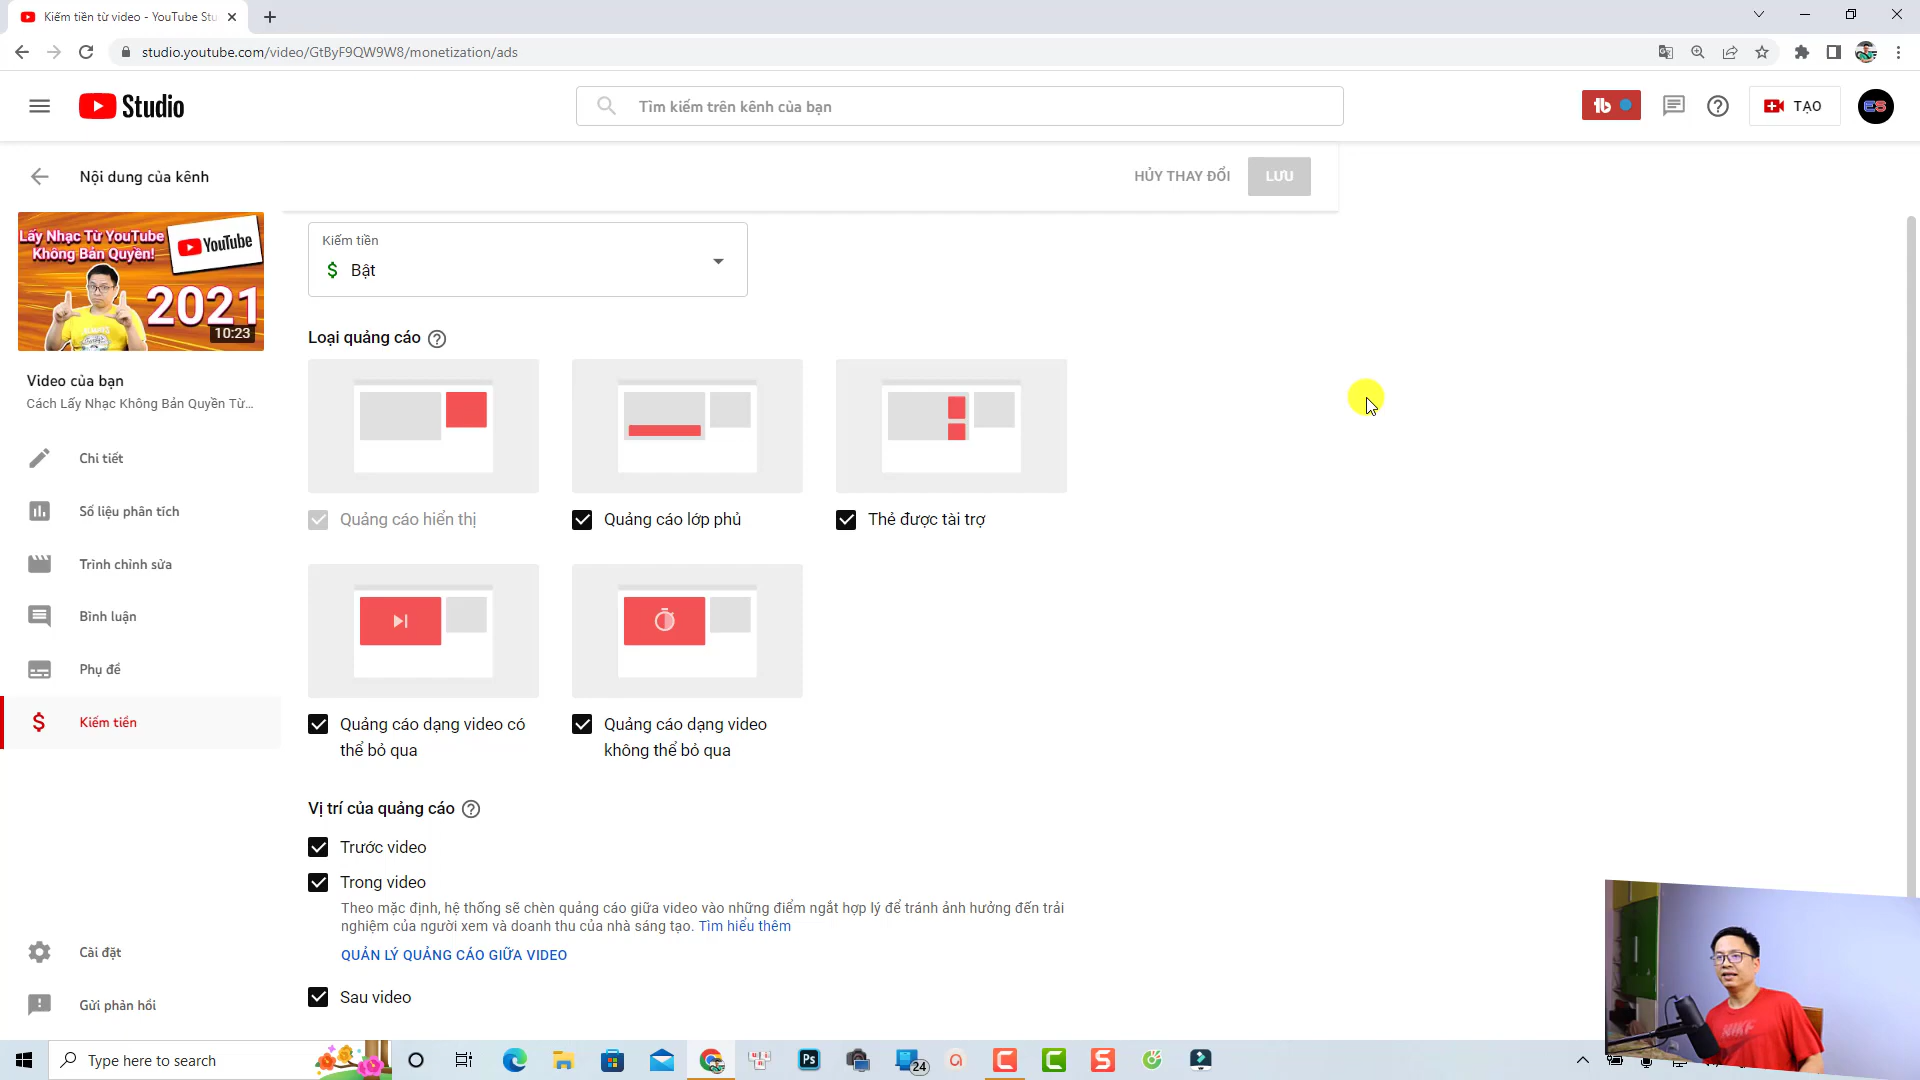 Kiếm tiền từ video - YouTube Stu
studio.youtube.com/video/GtByF9QW9W8/monetization/ads
Studio
Tìm kiếm trên kênh của bạn
TẠO
ES
Nội dung của kênh
HỦY THAY ĐỔI
LƯU
Lấy Nhạc Từ YouTube
Không Bản Quyền!
YouTube
2021
10:23
Video của bạn
Cách Lấy Nhạc Không Bản Quyền Từ...
Chi tiết
Số liệu phân tích
Trình chỉnh sửa
Bình luận
Phụ đề
Kiếm tiền
Cài đặt
Gửi phản hồi
Kiếm tiền
$ Bật
Loại quảng cáo
Quảng cáo hiển thị
Quảng cáo lớp phủ
Thẻ được tài trợ
Quảng cáo dạng video có
thể bỏ qua
Quảng cáo dạng video
không thể bỏ qua
Vị trí của quảng cáo
Trước video
Trong video
Theo mặc định, hệ thống sẽ chèn quảng cáo giữa video vào những điểm ngắt hợp lý để tránh ảnh hưởng đến trải
nghiệm của người xem và doanh thu của nhà sáng tạo. Tìm hiểu thêm
QUẢN LÝ QUẢNG CÁO GIỮA VIDEO
Sau video
Type here to search
Ps
24